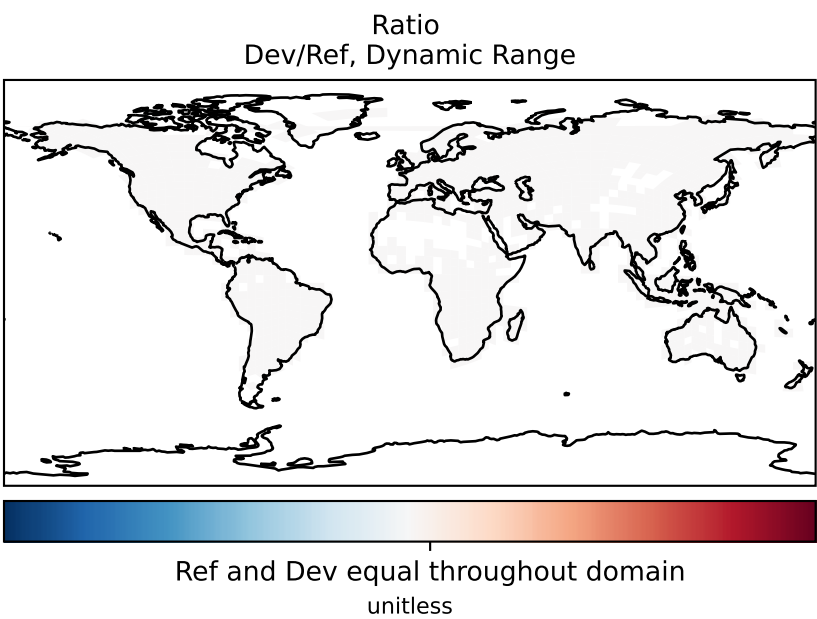 Ratio
Dev/Ref, Dynamic Range
Ref and Dev equal throughout domain
unitless